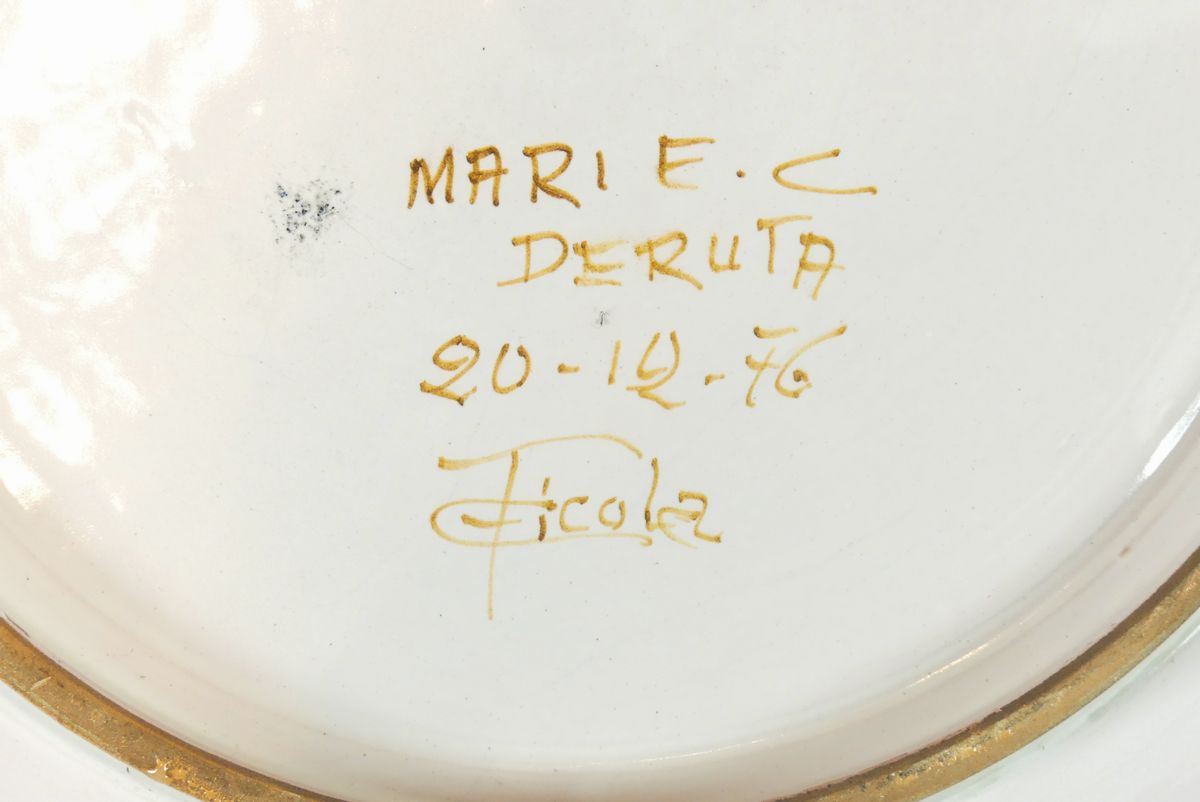 MARI E. C
DERUTA
20-12-76
Ficola